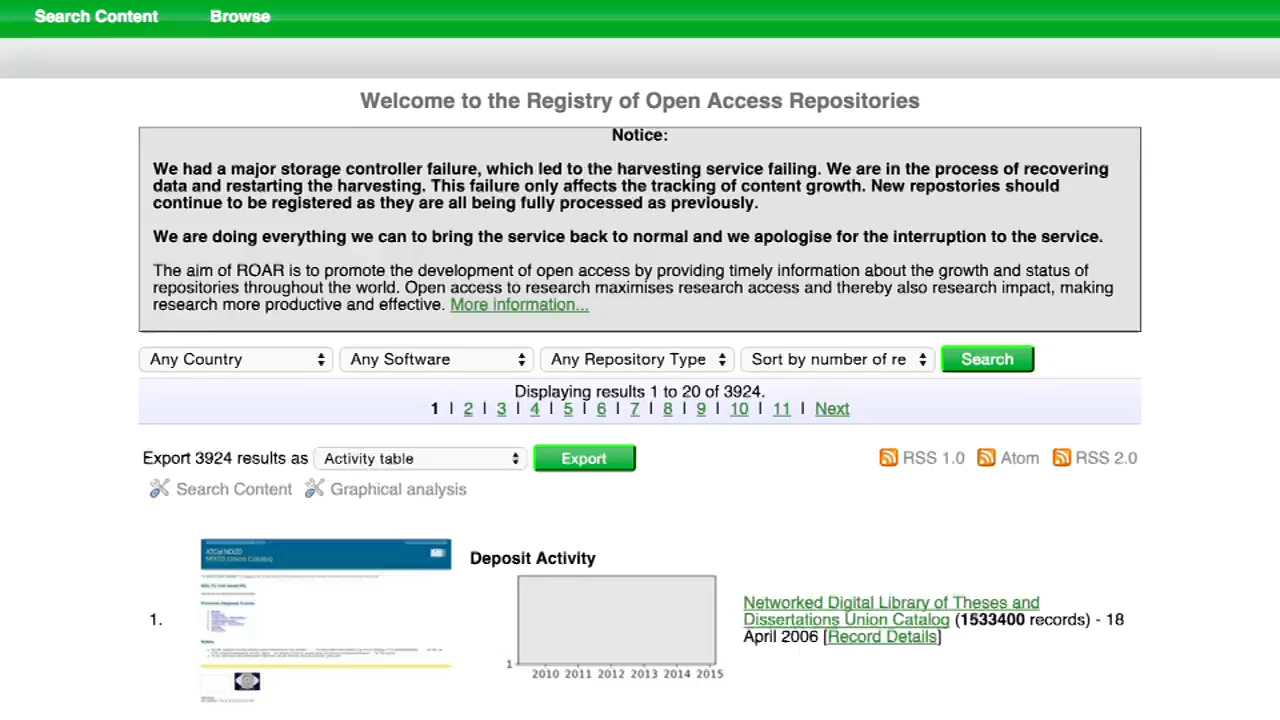 Search Content Browse
Welcome to the Registry of Open Access Repositories
Notice:
We had a major storage controller failure, which led to the harvesting service failing. We are in the process of recovering
data and restarting the harvesting. This failure only affects the tracking of content growth. New repostories should
continue to be registered as they are all being fully processed as previously.
We are doing everything we can to bring the service back to normal and we apologise for the interruption to the service.
The aim of ROAR is to promote the development of open access by providing timely information about the growth and status of
repositories throughout the world. Open access to research maximises research access and thereby also research impact, making
research more productive and effective. More information...
Any Country Any Software Any Repository Type Sort by number of re Search
Displaying results 1 to 20 of 3924.
1 | 2 | 3 | 4 | 5 | 6 | 7 | 8 | 9 | 10 | 11 | Next
Export 3924 results as Activity table Export RSS 1.0 Atom RSS 2.0
Search Content Graphical analysis
Deposit Activity
1.
Networked Digital Library of Theses and
Dissertations Union Catalog (1533400 records) - 18
April 2006 [Record Details]
1
2010 2011 2012 2013 2014 2015